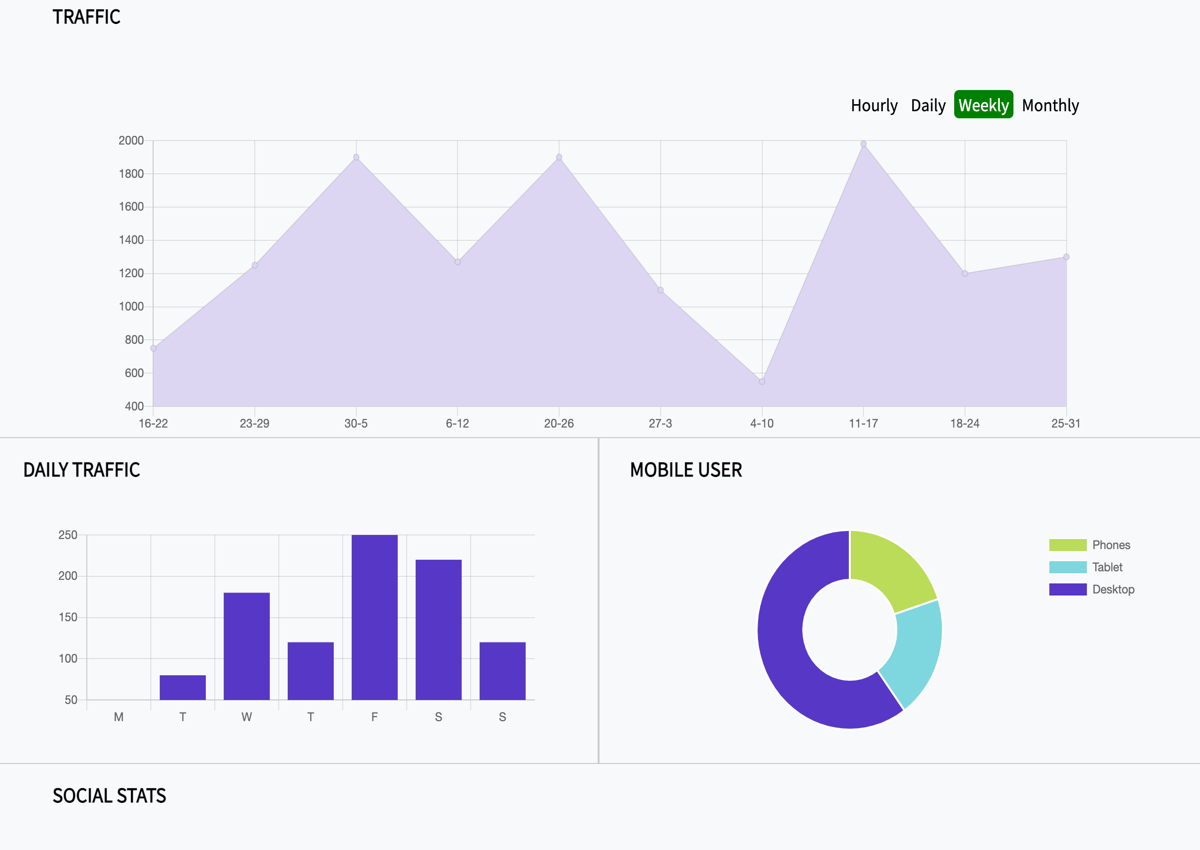 TRAFFIC
Hourly Daily Weekly Monthly
2000
1800
1600
1400
1200
1000
800
600
400
16-22 23-29 30-5 6-12 20-26 27-3 4-10 11-17 18-24 25-31
DAILY TRAFFIC
250
200
150
100
50
M T W T F S S
MOBILE USER
Phones
Tablet
Desktop
SOCIAL STATS